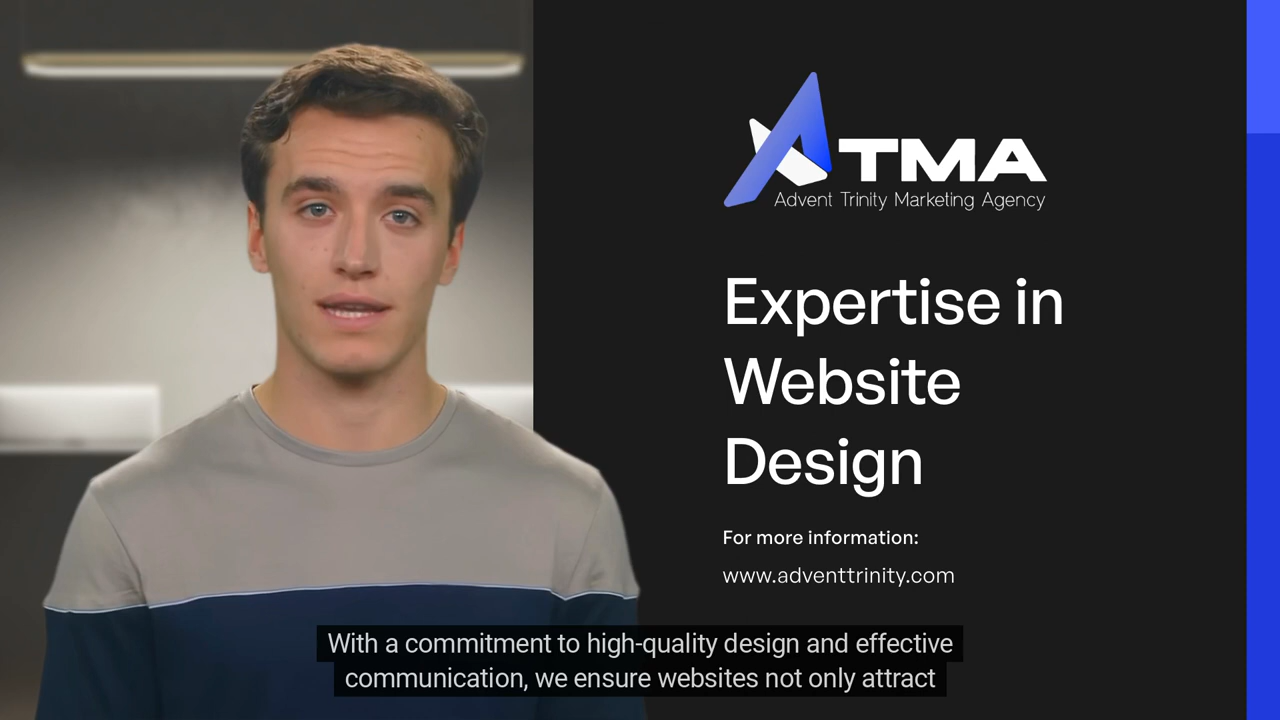 ATMA
Advent Trinity Marketing Agency
Expertise in
Website
Design
For more information:
www.adventtrinity.com
With a commitment to high-quality design and effective
communication, we ensure websites not only attract